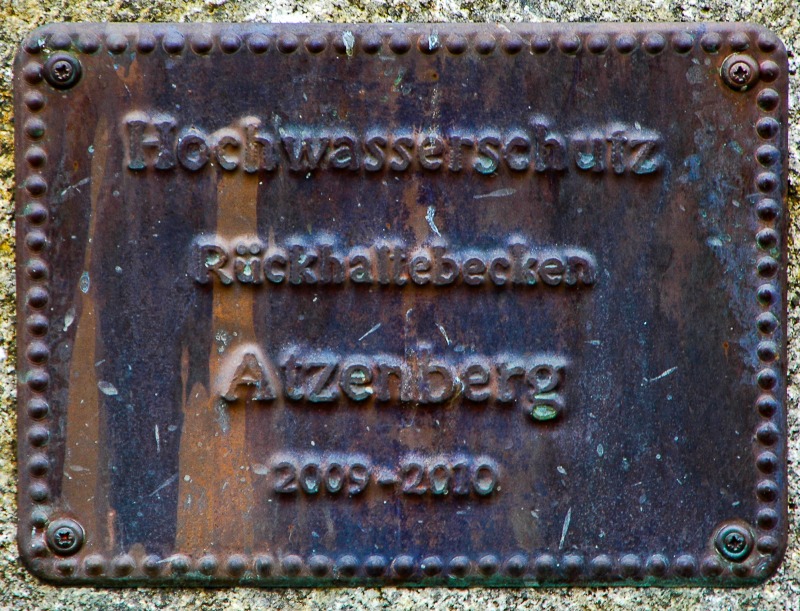 Hochwasserschutz
Rückhaltebecken
Atzenberg
2009-2010